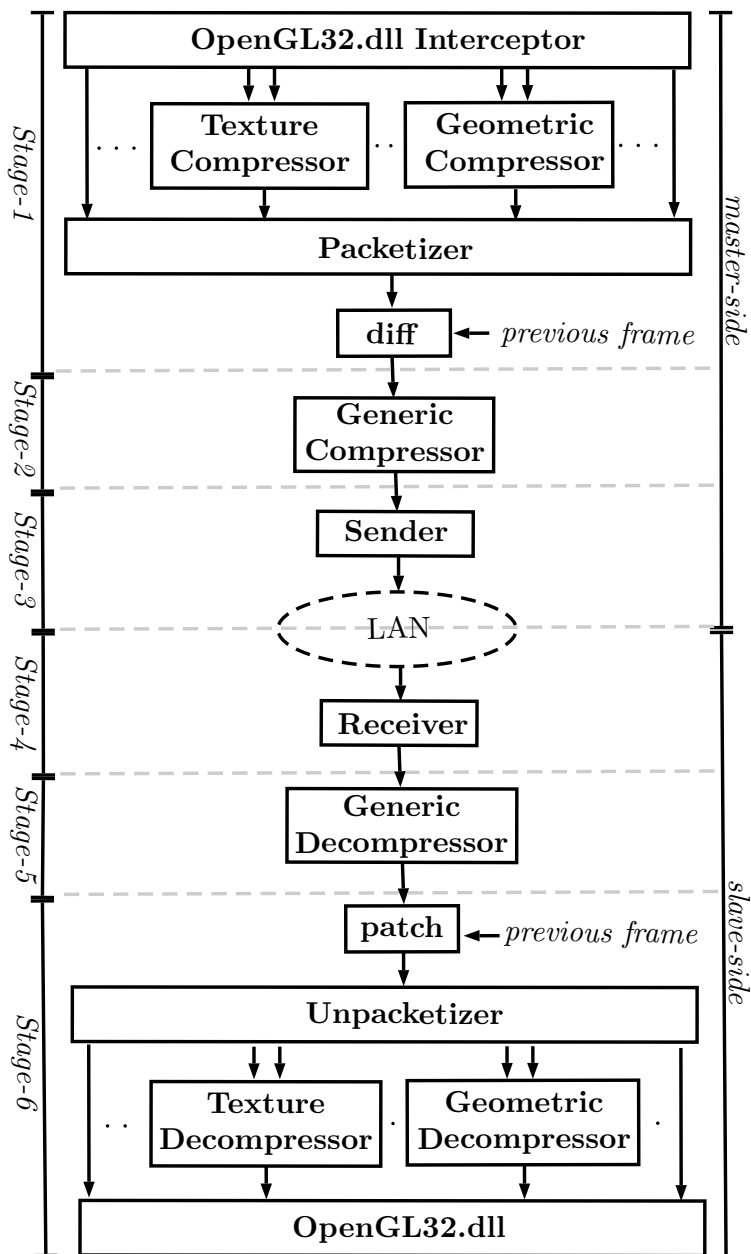 OpenGL32.dll Interceptor
Texture
Compressor
Geometric
Compressor
Stage-1
Packetizer
master-side
diff
previous frame
Stage-2
Generic
Compressor
Stage-3
Sender
LAN
Stage-4
Receiver
Stage-5
Generic
Decompressor
slave-side
patch
previous frame
Unpacketizer
Stage-6
Texture
Decompressor
Geometric
Decompressor
OpenGL32.dll